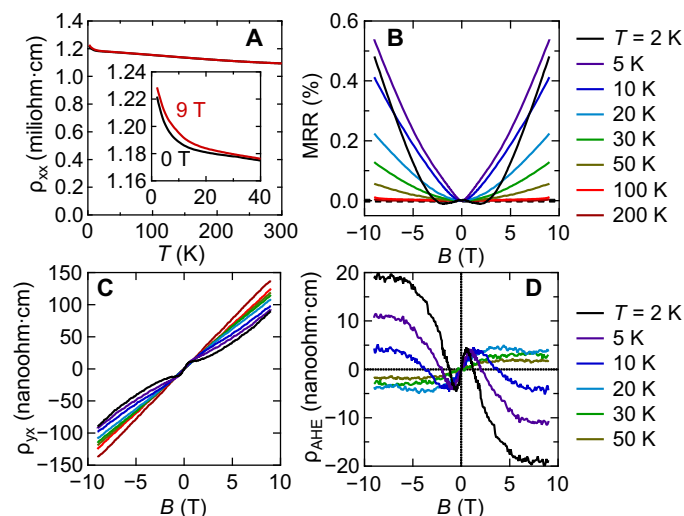 A
ρxx (miliohm·cm)
1.4
1.2
1.0
0.8
0.6
0.4
0.2
0.0
0
100
200
300
T (K)
1.24
1.22
1.20
1.18
1.16
0
20
40
9 T
0 T
B
MRR (%)
0.6
0.4
0.2
0.0
−10
−5
0
5
10
B (T)
T = 2 K
5 K
10 K
20 K
30 K
50 K
100 K
200 K
C
ρyx (nanoohm·cm)
150
100
50
0
−50
−100
−150
−10
−5
0
5
10
B (T)
D
ρAHE (nanoohm·cm)
20
10
0
−10
−20
−10
−5
0
5
10
B (T)
T = 2 K
5 K
10 K
20 K
30 K
50 K